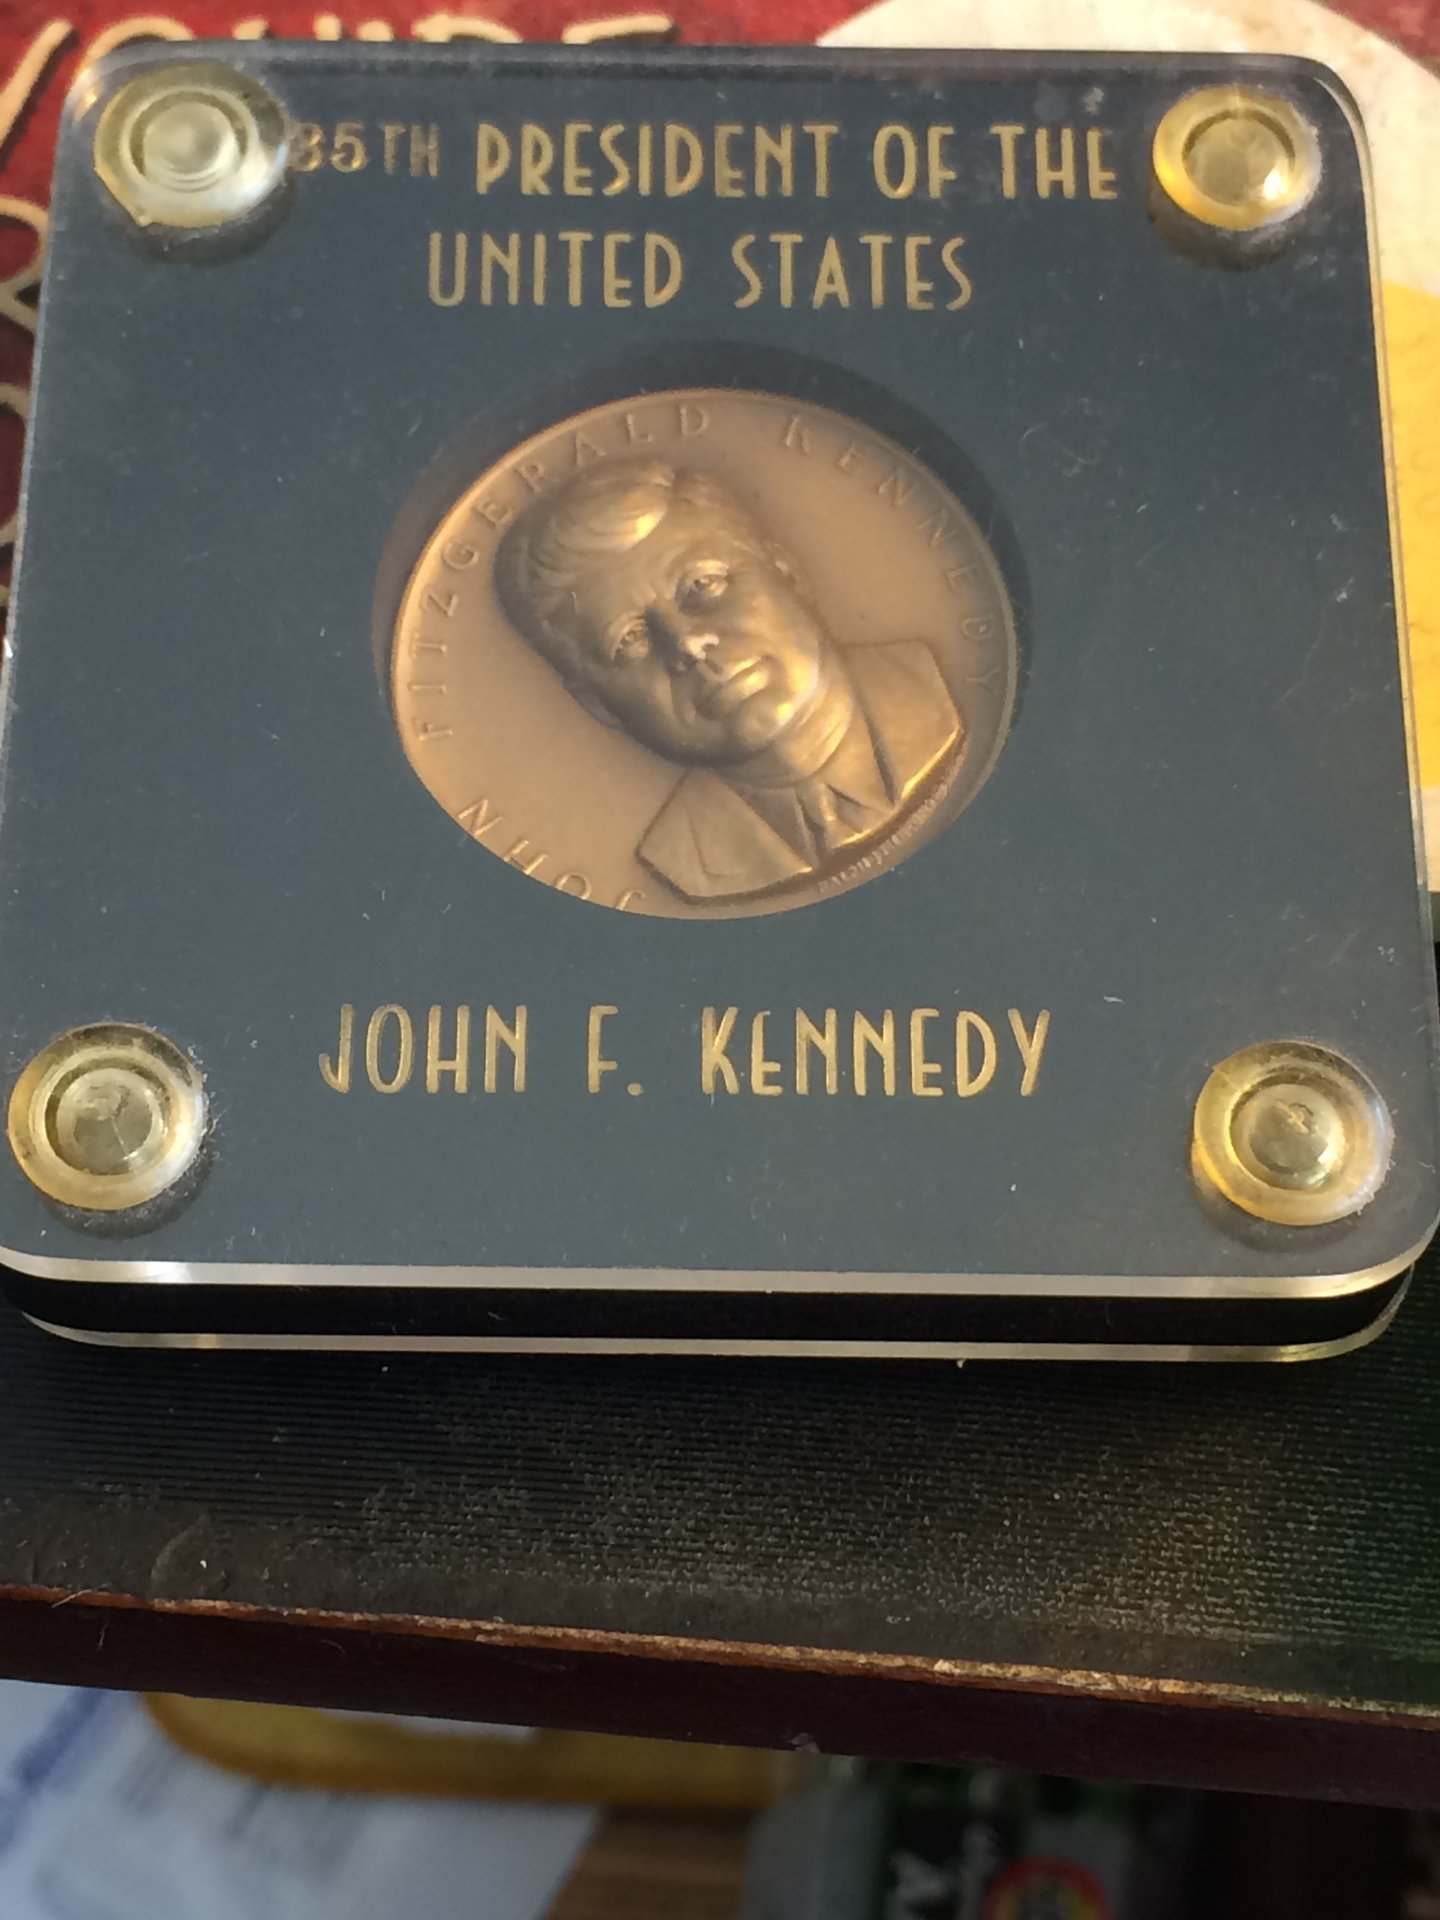 35TH PRESIDENT OF THE
UNITED STATES
JOHN FITZGERALD KENNEDY
JOHN F. KENNEDY